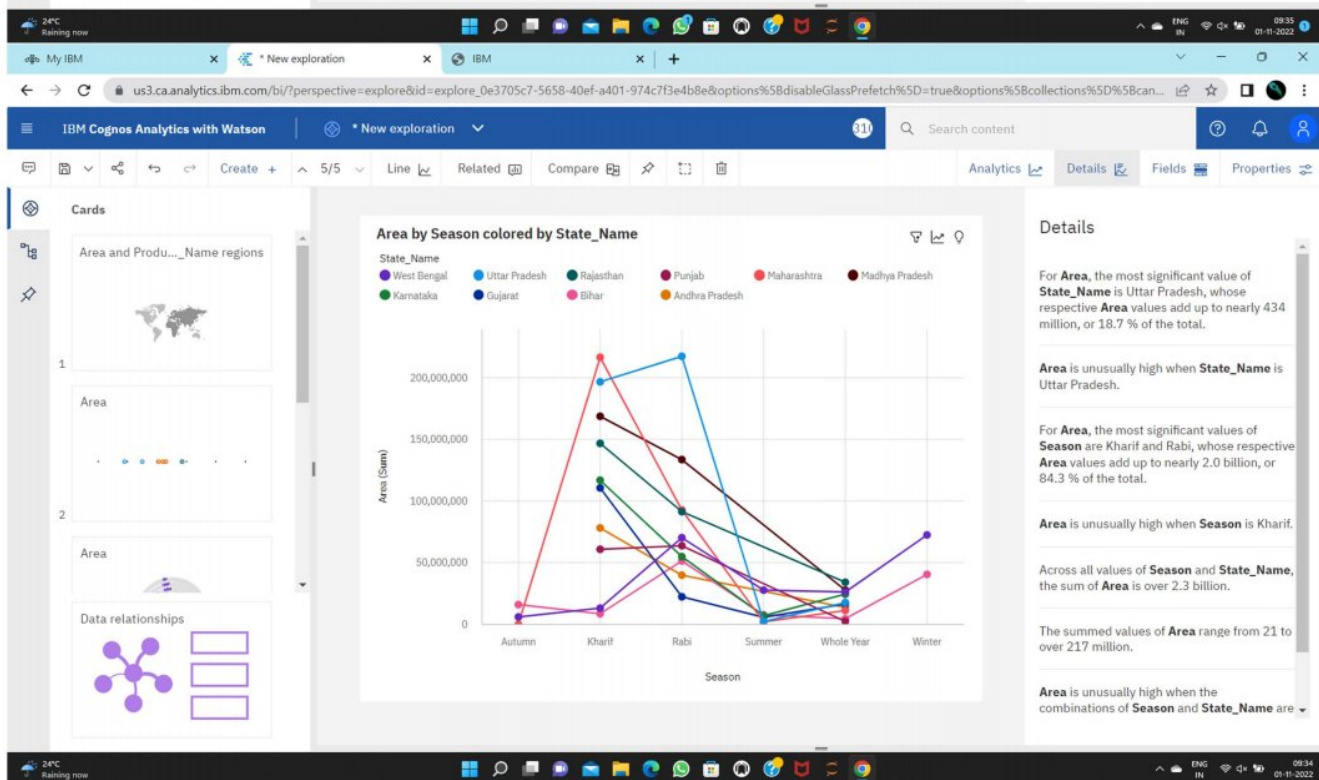 24°C
Raining now
ENG
IN
09:35
01-11-2022
1
My IBM
* New exploration
IBM
us3.ca.analytics.ibm.com/bi/?perspective=explore&id=explore_0e3705c7-5658-40ef-a401-974c7f3e4b8e&options%5BdisableGlassPrefetch%5D=true&options%5Bcollections%5D%5Bcan...
IBM Cognos Analytics with Watson
* New exploration
Search content
Create +
5/5
Line
Related
Compare
Analytics
Details
Fields
Properties
Cards
Area and Produ..._Name regions
1
Area
2
Area
Data relationships
Area by Season colored by State_Name
State_Name
West Bengal Uttar Pradesh Rajasthan Punjab Maharashtra Madhya Pradesh
Karnataka Gujarat Bihar Andhra Pradesh
Area (Sum)
200,000,000
150,000,000
100,000,000
50,000,000
0
Autumn Kharif Rabi Summer Whole Year Winter
Season
Details
For Area, the most significant value of
State_Name is Uttar Pradesh, whose
respective Area values add up to nearly 434
million, or 18.7 % of the total.
Area is unusually high when State_Name is
Uttar Pradesh.
For Area, the most significant values of
Season are Kharif and Rabi, whose respective
Area values add up to nearly 2.0 billion, or
84.3 % of the total.
Area is unusually high when Season is Kharif.
Across all values of Season and State_Name,
the sum of Area is over 2.3 billion.
The summed values of Area range from 21 to
over 217 million.
Area is unusually high when the
combinations of Season and State_Name are
24°C
Raining now
ENG
IN
09:34
01-11-2022